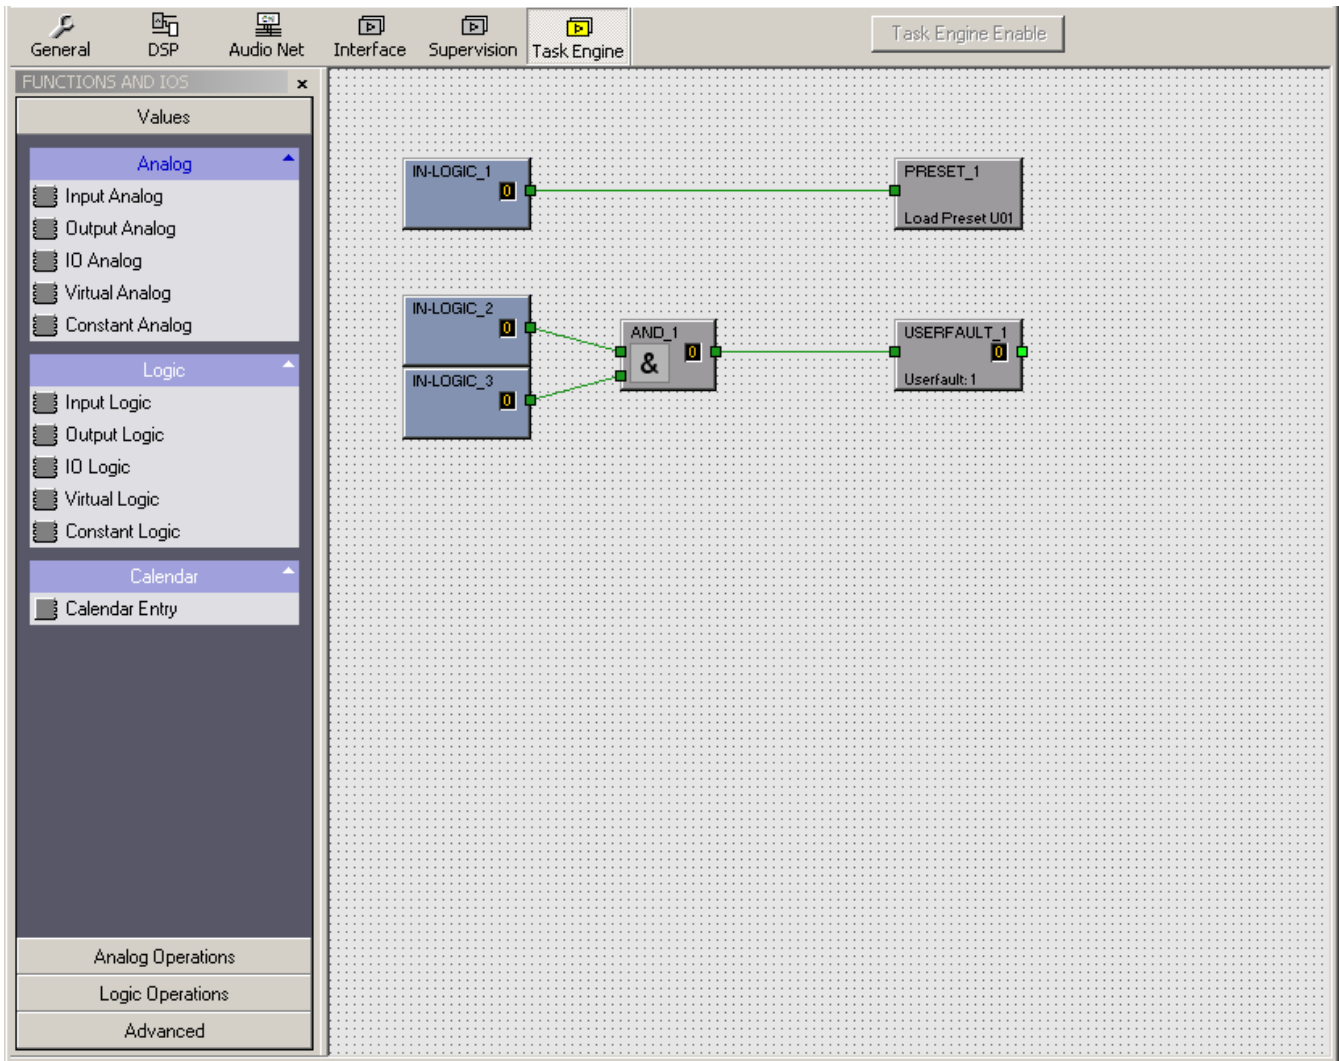 General DSP Audio Net Interface Supervision Task Engine Task Engine Enable
FUNCTIONS AND IOS x
Values
Analog
Input Analog
Output Analog
IO Analog
Virtual Analog
Constant Analog
Logic
Input Logic
Output Logic
IO Logic
Virtual Logic
Constant Logic
Calendar
Calendar Entry
Analog Operations
Logic Operations
Advanced
IN-LOGIC_1
0
PRESET_1
Load Preset U01
IN-LOGIC_2
0
IN-LOGIC_3
0
AND_1
& 0
USERFAULT_1
0
Userfault: 1